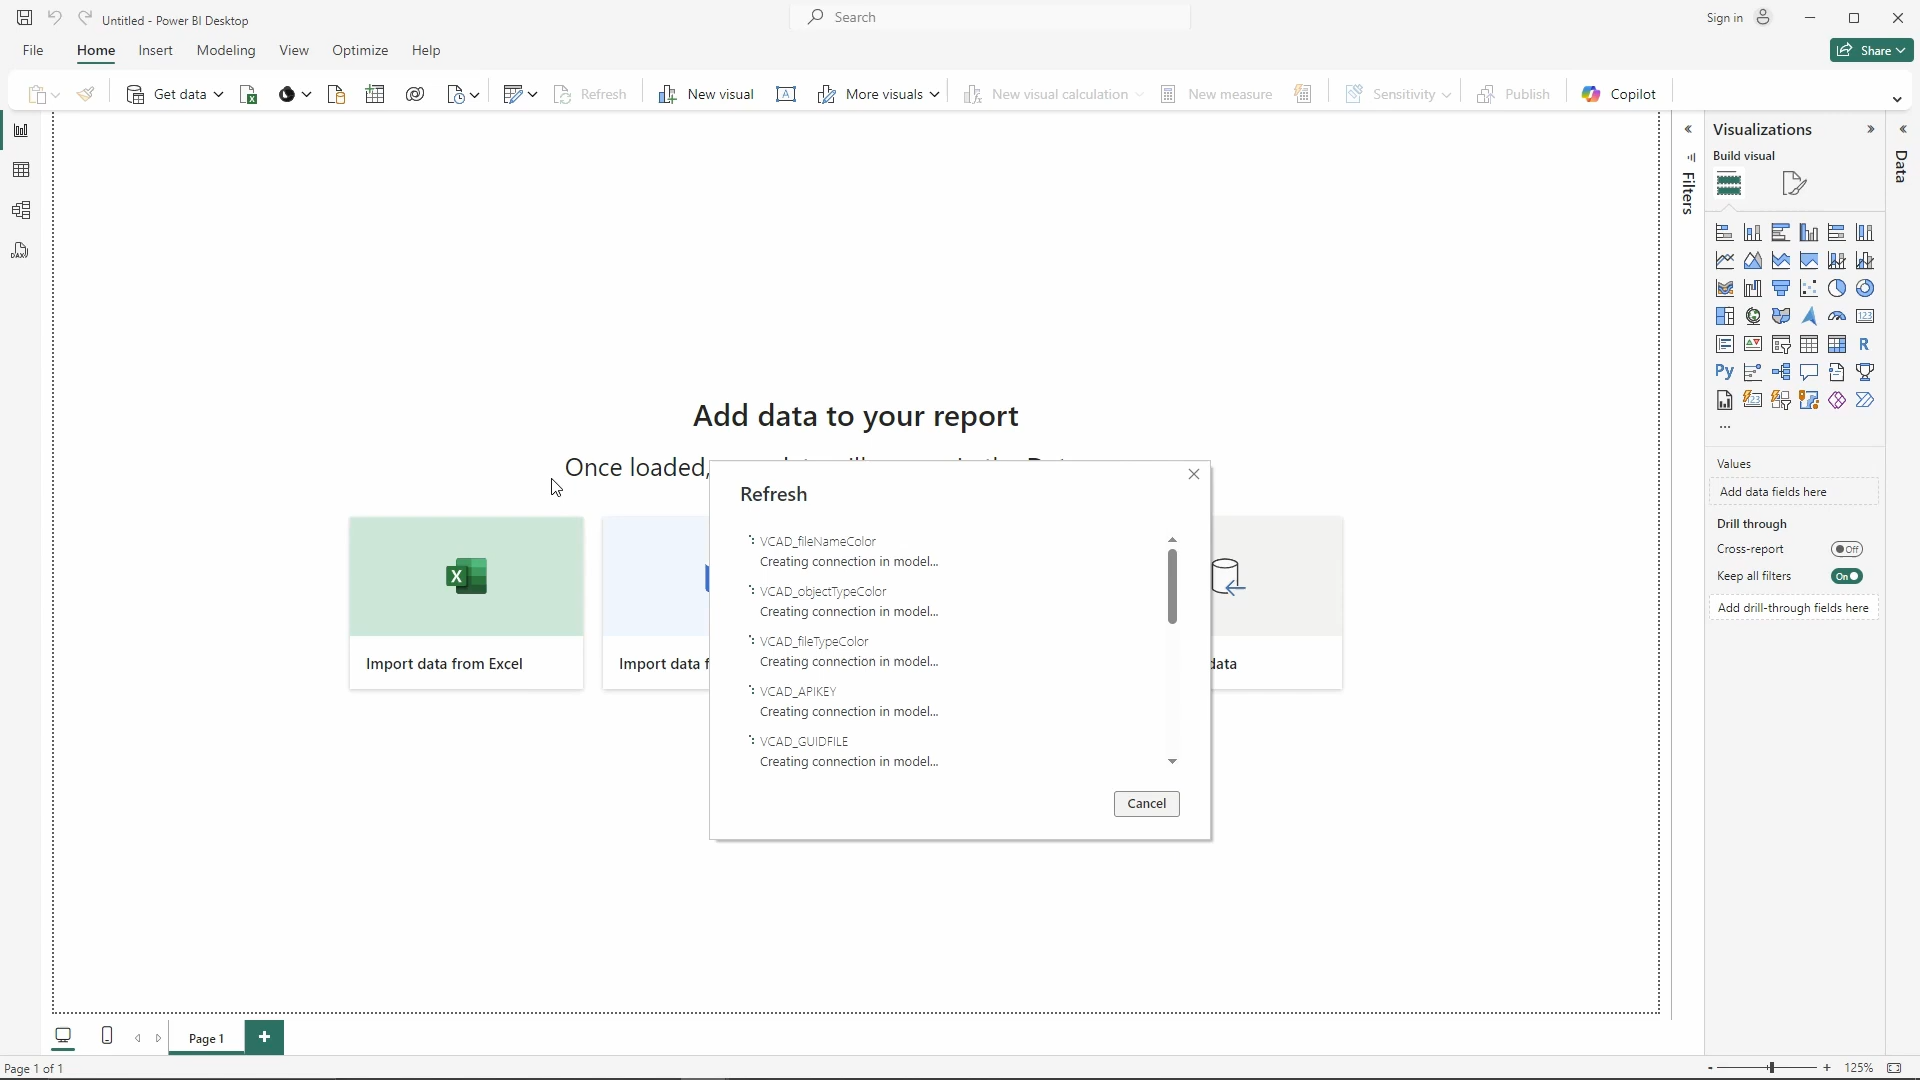 Untitled - Power BI Desktop
Search
Sign in
File
Home
Insert
Modeling
View
Optimize
Help
Share
Get data
Refresh
New visual
More visuals
New visual calculation
New measure
Sensitivity
Publish
Copilot
Add data to your report
Once loaded,
Import data from Excel
Import data f
data
Refresh
VCAD_fileNameColor
Creating connection in model...
VCAD_objectTypeColor
Creating connection in model...
VCAD_fileTypeColor
Creating connection in model...
VCAD_APIKEY
Creating connection in model...
VCAD_GUIDFILE
Creating connection in model...
Cancel
Filters
Visualizations
Build visual
123
R
Py
123
Values
Add data fields here
Drill through
Cross-report
Off
Keep all filters
On
Add drill-through fields here
Data
Page 1
Page 1 of 1
125%